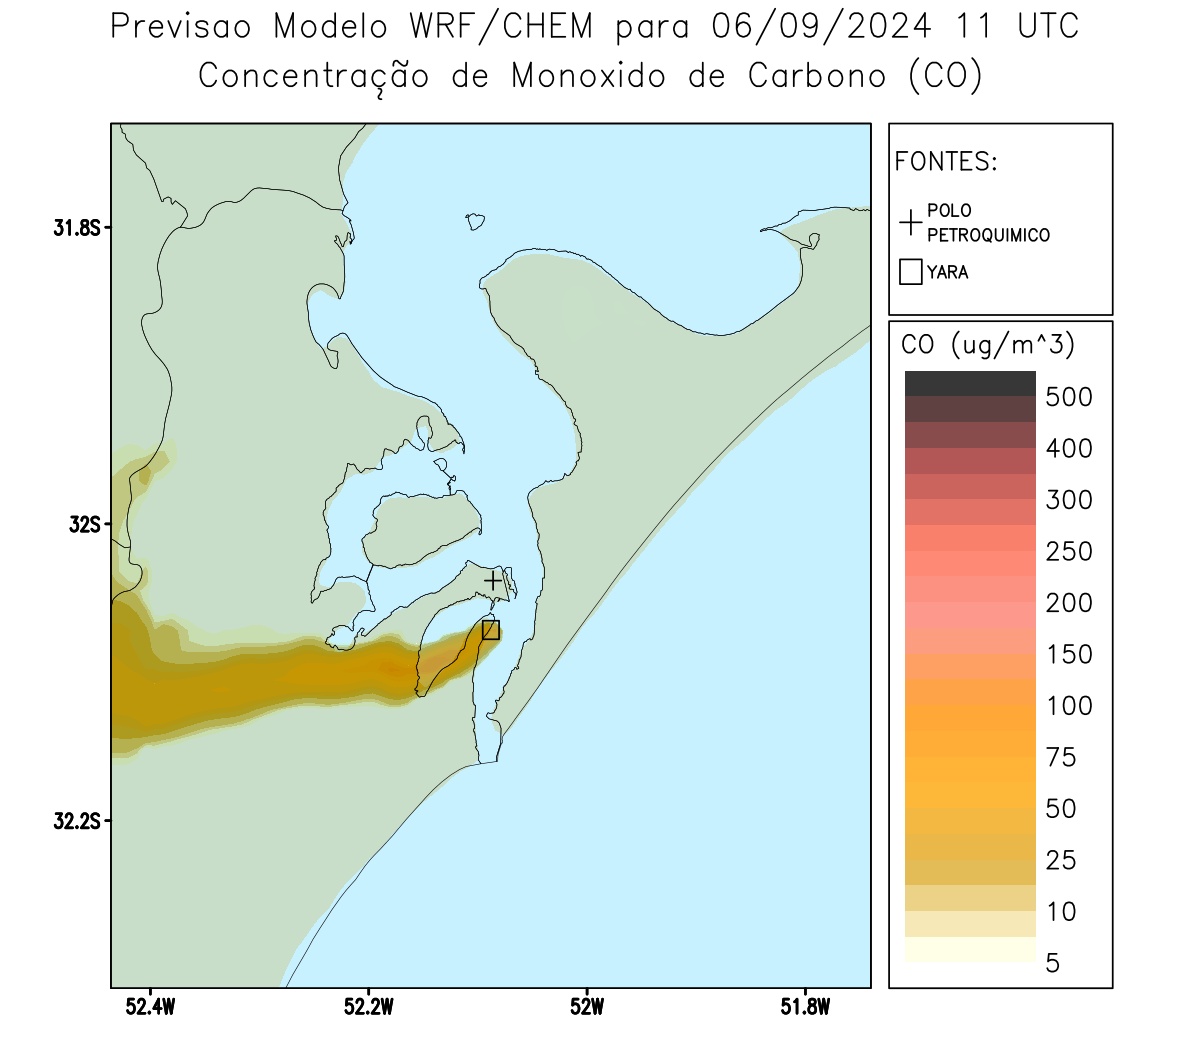 Previsao Modelo WRF/CHEM para 06/09/2024 11 UTC
Concentração de Monoxido de Carbono (CO)
FONTES:
POLO
PETROQUIMICO
YARA
CO (ug/m^3)
500
400
300
250
200
150
100
75
50
25
10
5
31.8S
32S
32.2S
52.4W
52.2W
52W
51.8W